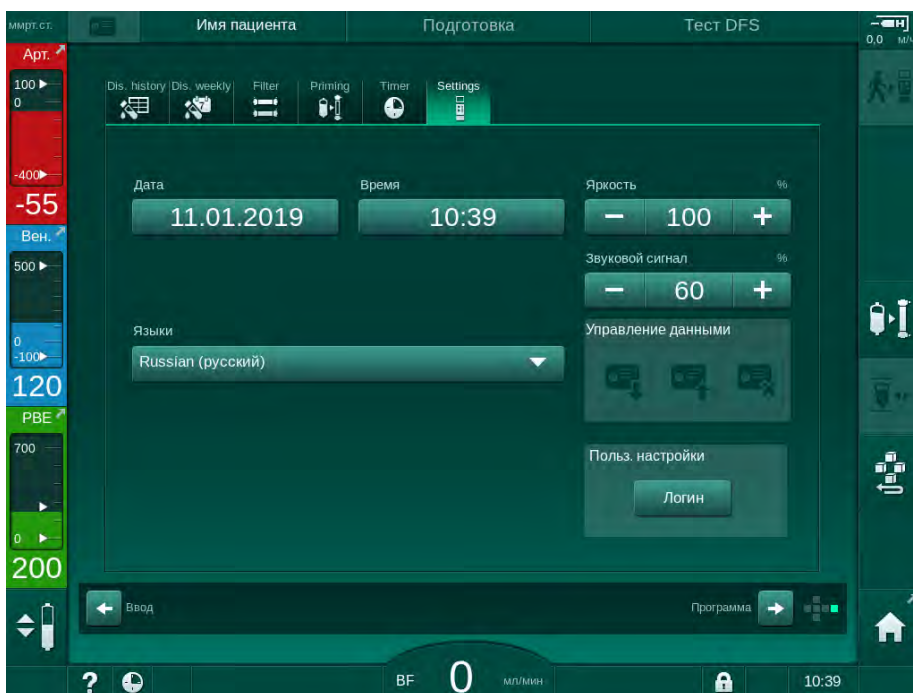 ммрт.ст.
Имя пациента
Подготовка
Тест DFS
H
0,0 м/ч
Арт.
100
0
-400
-55
Вен.
500
0
-100
120
PBE
700
0
200
Dis. history
Dis. weekly
Filter
Priming
Timer
Settings
7
Дата
Время
Яркость %
11.01.2019
10:39
− 100 +
Звуковой сигнал %
− 60 +
Языки
Управление данными
Russian (русский)
Польз. настройки
Логин
Ввод
Программа
? BF 0 мл/мин 10:39